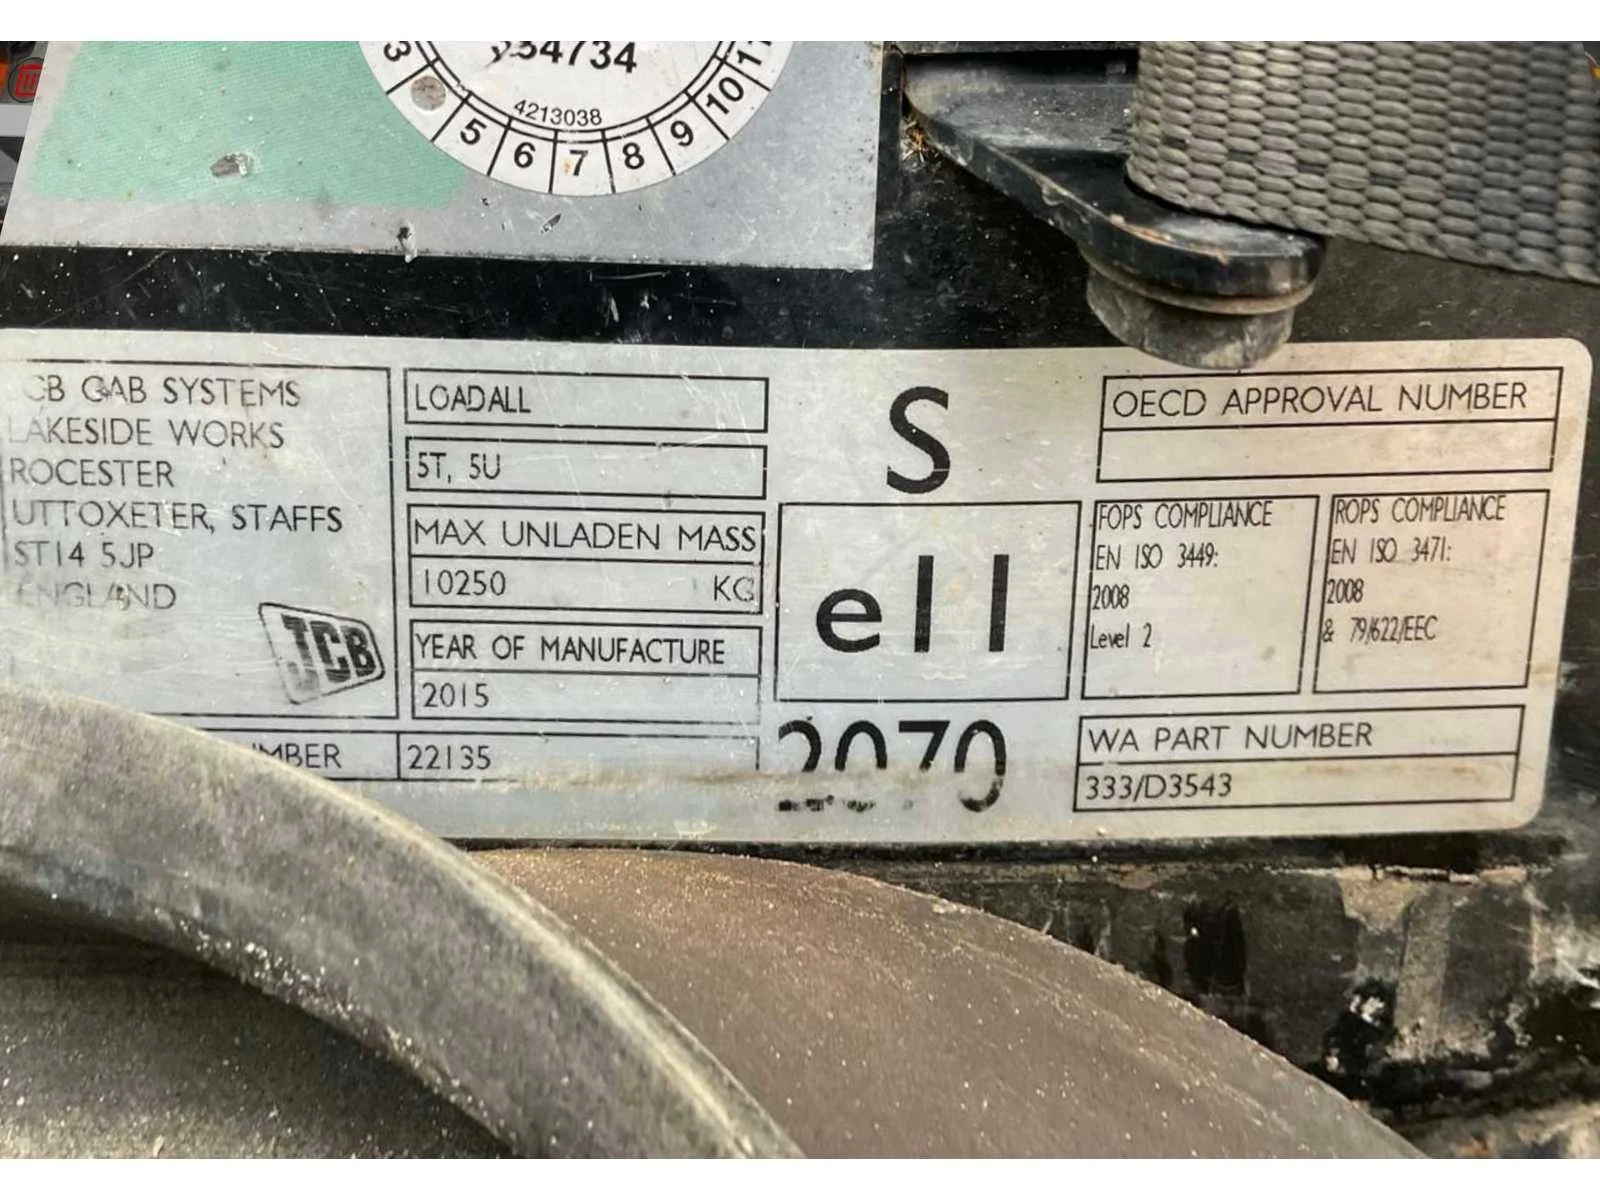 34734
4213038
5 6 7 8 9 10 11
CB CAB SYSTEMS
LAKESIDE WORKS
ROCESTER
UTTOXETER, STAFFS
ST14 5JP
ENGLAND
JCB
MBER
22135
LOADALL
5T, 5U
MAX UNLADEN MASS
10250 KG
YEAR OF MANUFACTURE
2015
S
e11
2070
OECD APPROVAL NUMBER
FOPS COMPLIANCE
EN ISO 3449:
2008
Level 2
ROPS COMPLIANCE
EN ISO 3471:
2008
& 79/622/EEC
WA PART NUMBER
333/D3543